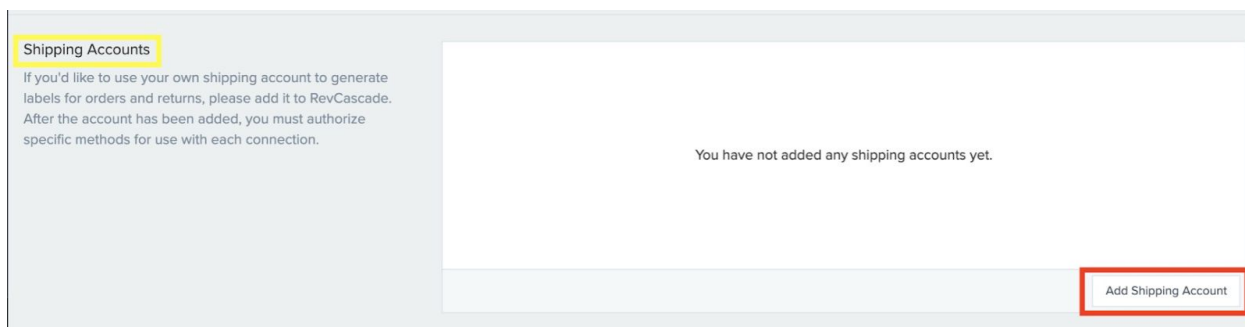 Shipping Accounts
If you'd like to use your own shipping account to generate
labels for orders and returns, please add it to RevCascade.
After the account has been added, you must authorize
specific methods for use with each connection.
You have not added any shipping accounts yet.
Add Shipping Account